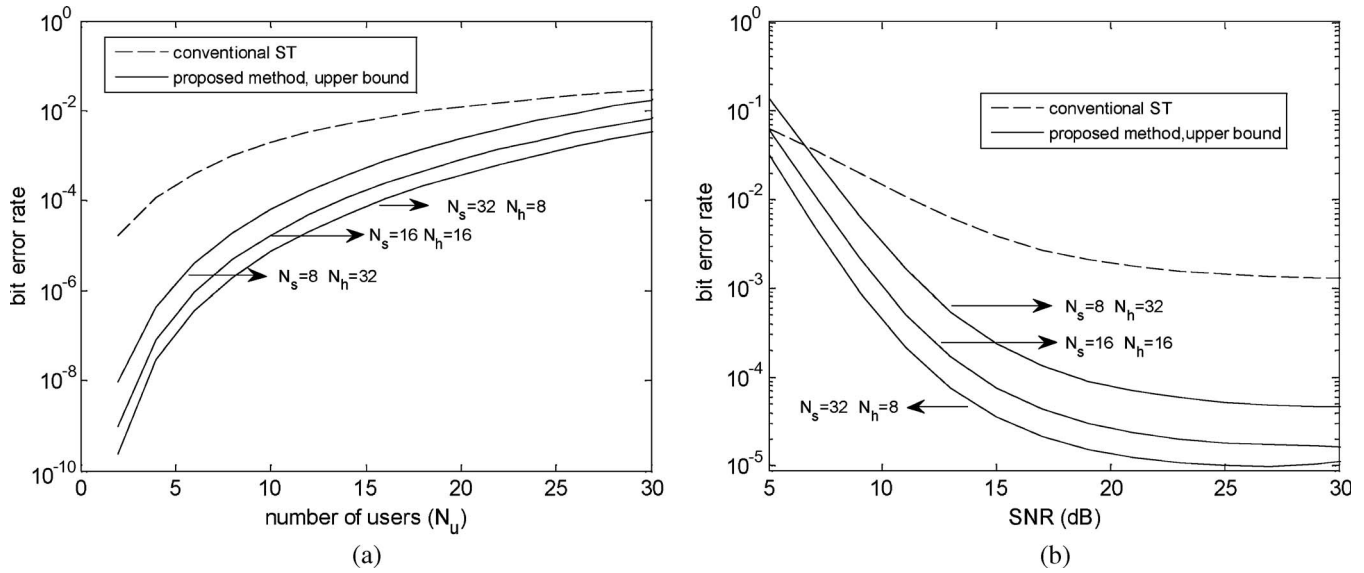 10^0
10^-2
10^-4
10^-6
10^-8
10^-10
bit error rate
conventional ST
proposed method, upper bound
N_s=32 N_h=8
N_s=16 N_h=16
N_s=8 N_h=32
0 5 10 15 20 25 30
number of users (N_u)
(a)
10^0
10^-1
10^-2
10^-3
10^-4
10^-5
bit error rate
conventional ST
proposed method,upper bound
N_s=8 N_h=32
N_s=16 N_h=16
N_s=32 N_h=8
5 10 15 20 25 30
SNR (dB)
(b)